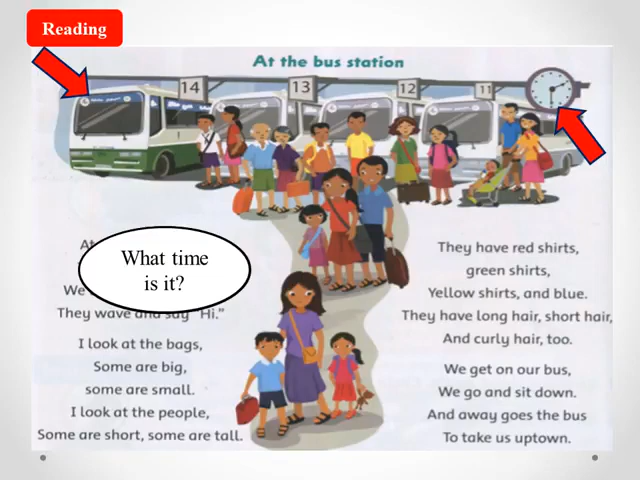 Reading
At the bus station
14
13
12
11
What time
is it?
At
We
They wave and say "Hi."
I look at the bags,
Some are big,
some are small.
I look at the people,
Some are short, some are tall.
They have red shirts,
green shirts,
Yellow shirts, and blue.
They have long hair, short hair,
And curly hair, too.
We get on our bus,
We go and sit down.
And away goes the bus
To take us uptown.